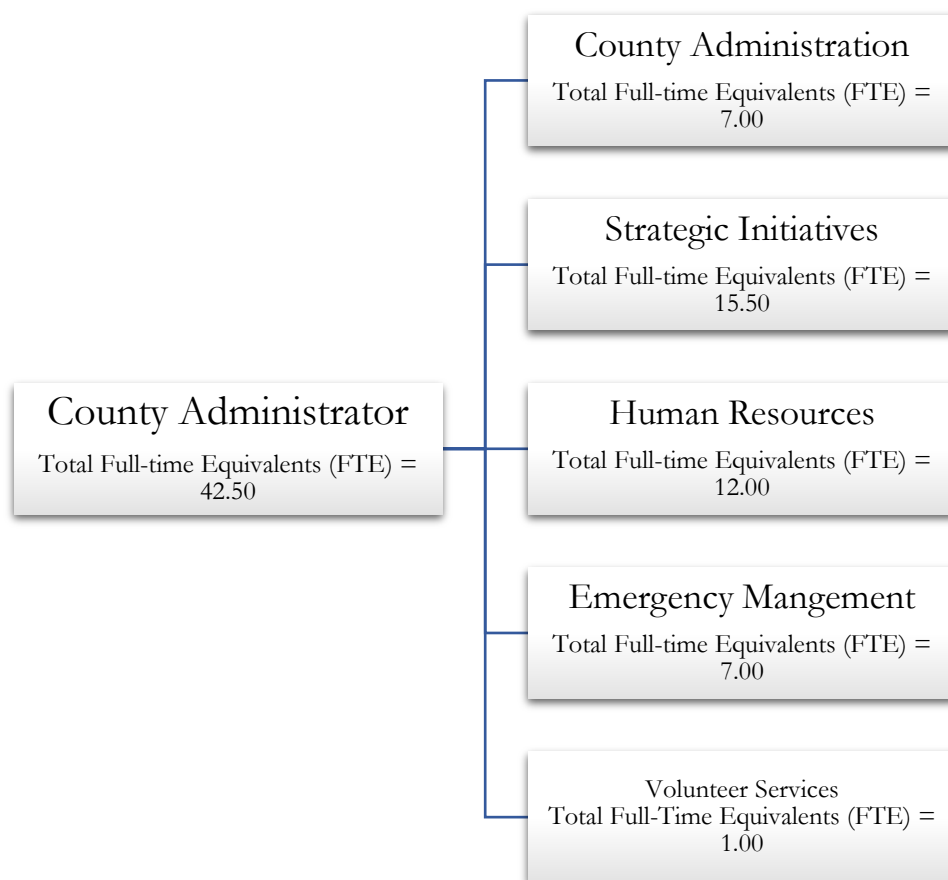 County Administration
Total Full-time Equivalents (FTE) =
7.00
Strategic Initiatives
Total Full-time Equivalents (FTE) =
15.50
County Administrator
Total Full-time Equivalents (FTE) =
42.50
Human Resources
Total Full-time Equivalents (FTE) =
12.00
Emergency Mangement
Total Full-time Equivalents (FTE) =
7.00
Volunteer Services
Total Full-Time Equivalents (FTE) =
1.00